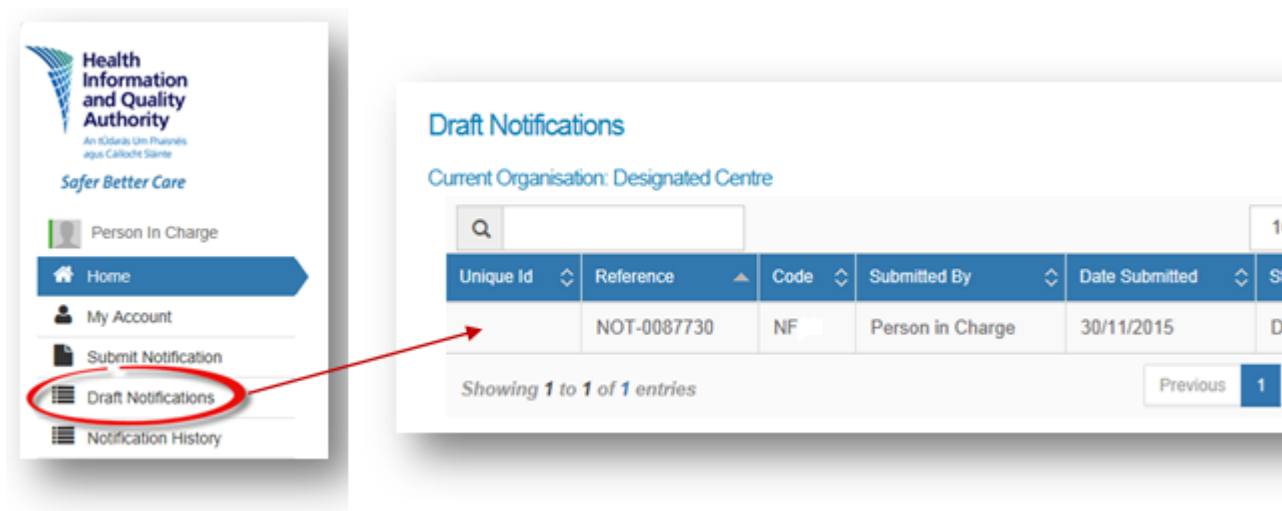 Health
Information
and Quality
Authority
An tÚdarás Um Fhaisnéis
agus Cáilíocht Sláinte
Safer Better Care
Person In Charge
Home
My Account
Submit Notification
Draft Notifications
Notification History
Draft Notifications
Current Organisation: Designated Centre
Unique Id Reference Code Submitted By Date Submitted
NOT-0087730 NF Person in Charge 30/11/2015
Showing 1 to 1 of 1 entries
Previous 1